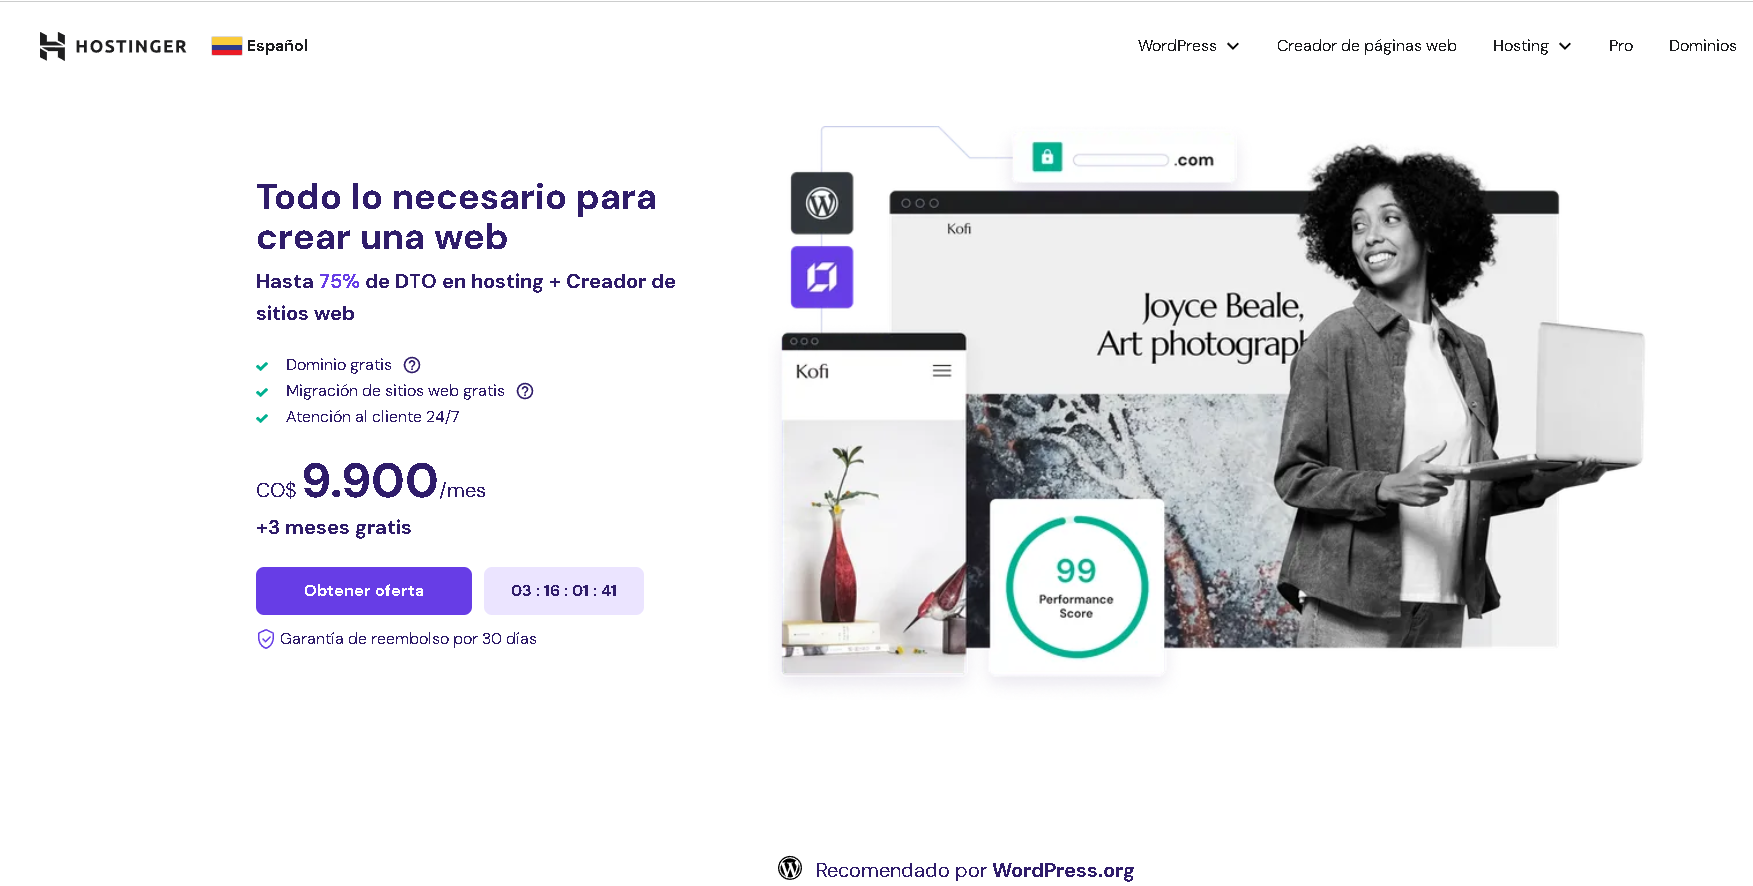 HOSTINGER
Español
WordPress
Creador de páginas web
Hosting
Pro
Dominios
Todo lo necesario para
crear una web
Hasta 75% de DTO en hosting + Creador de
sitios web
Dominio gratis
Migración de sitios web gratis
Atención al cliente 24/7
CO$ 9.900/mes
+3 meses gratis
Obtener oferta
03 : 16 : 01 : 41
Garantía de reembolso por 30 días
.com
Kofi
Joyce Beale,
Art photograph
Kofi
99
Performance
Score
Recomendado por WordPress.org